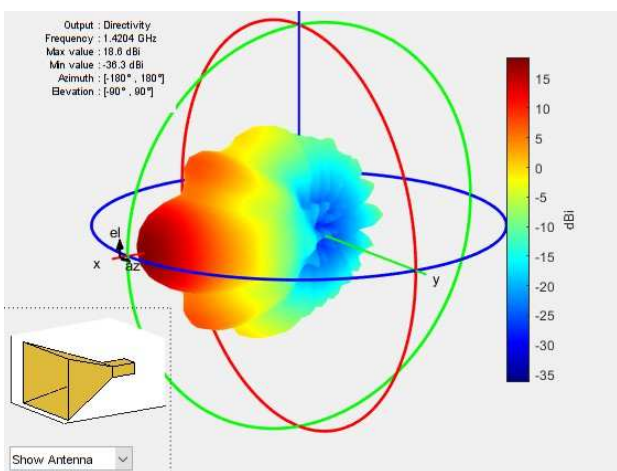 Output : Directivity
Frequency : 1.4204 GHz
Max value : 18.6 dBi
Min value : -36.3 dBi
Azimuth : [-180° , 180°]
Elevation : [-90° , 90°]
15
10
5
0
-5
-10
-15
-20
-25
-30
-35
dBi
el
x
az
y
Show Antenna